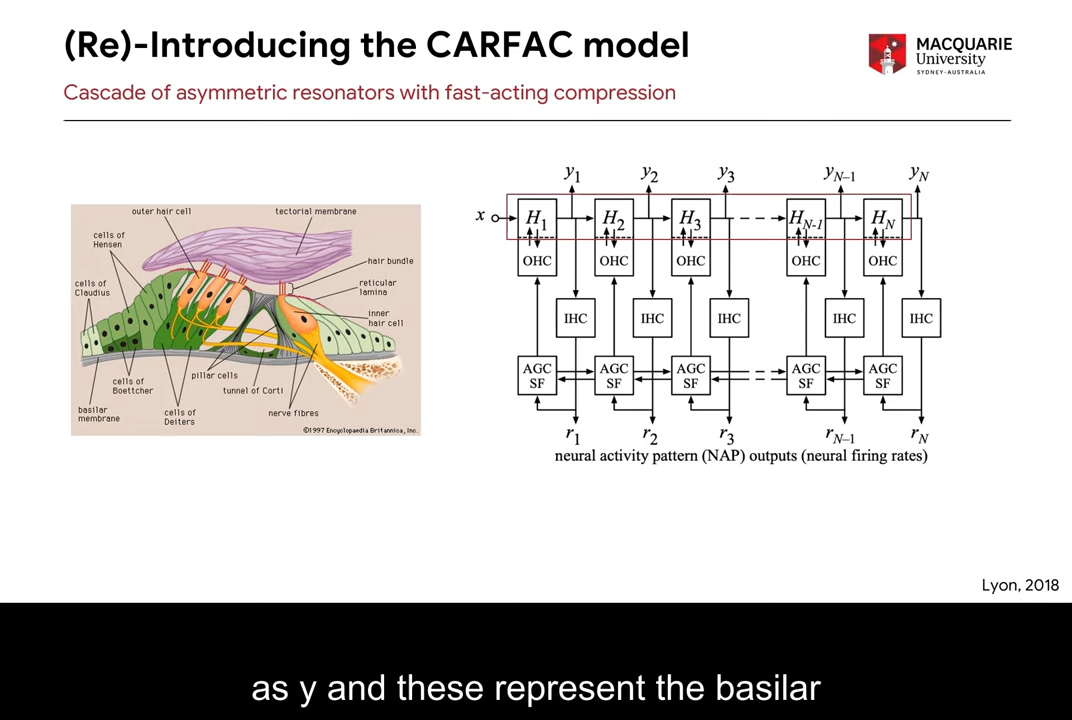 (Re)-Introducing the CARFAC model
MACQUARIE
University
SYDNEY·AUSTRALIA
Cascade of asymmetric resonators with fast-acting compression
outer hair cell
tectorial membrane
cells of
Hensen
hair bundle
cells of
Claudius
reticular
lamina
inner
hair cell
pillar cells
cells of
Boettcher
tunnel of Corti
basilar
membrane
cells of
Deiters
nerve fibres
©1997 Encyclopaedia Britannica, Inc.
y1 y2 y3 yN–1 yN
x H1 H2 H3 HN-1 HN
OHC OHC OHC OHC OHC
IHC IHC IHC IHC IHC
AGC AGC AGC AGC AGC
SF SF SF SF SF
r1 r2 r3 rN–1 rN
neural activity pattern (NAP) outputs (neural firing rates)
Lyon, 2018
as y and these represent the basilar